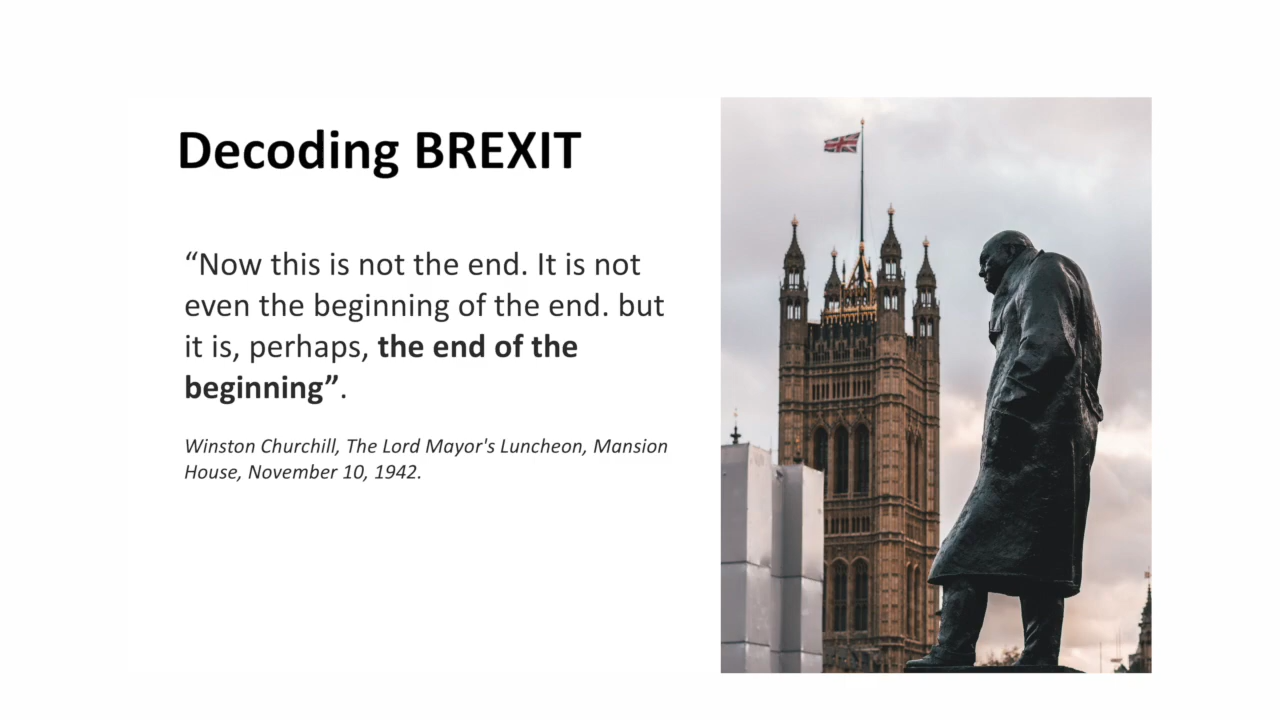 Decoding BREXIT
“Now this is not the end. It is not
even the beginning of the end. but
it is, perhaps, the end of the
beginning”.
Winston Churchill, The Lord Mayor's Luncheon, Mansion
House, November 10, 1942.